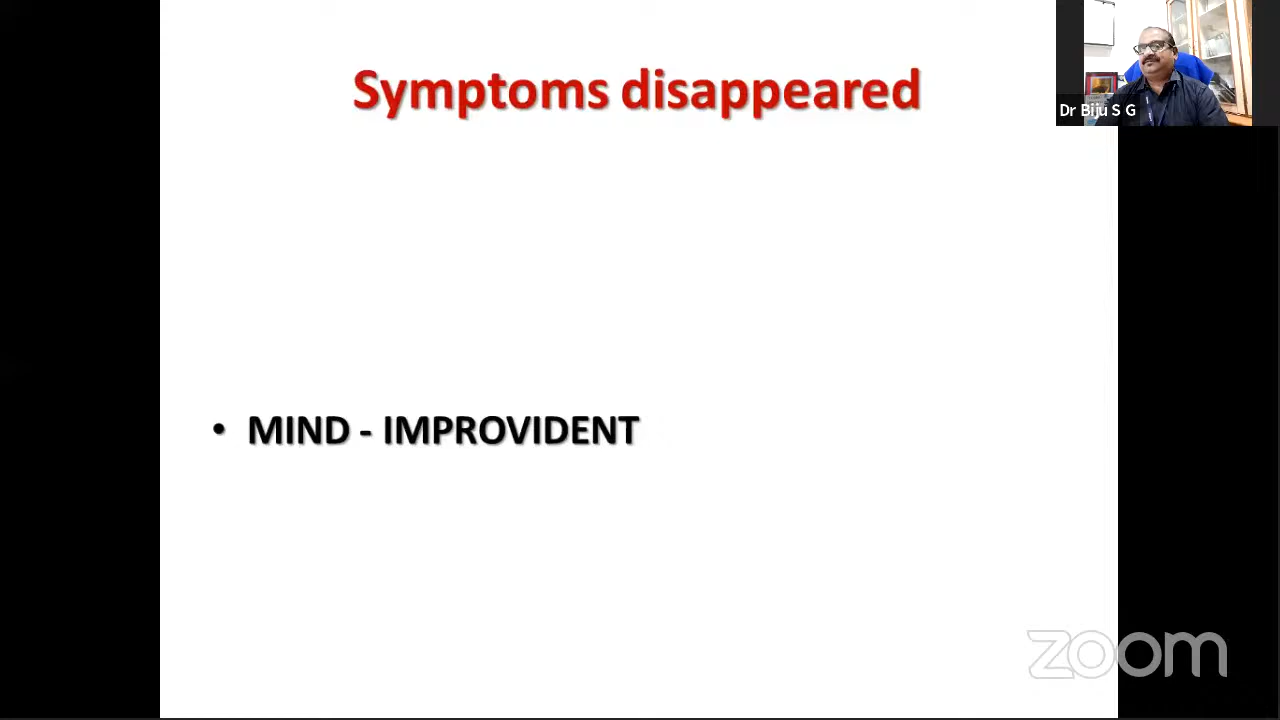 Symptoms disappeared
Dr Biju S G
• MIND - IMPROVIDENT
zoom